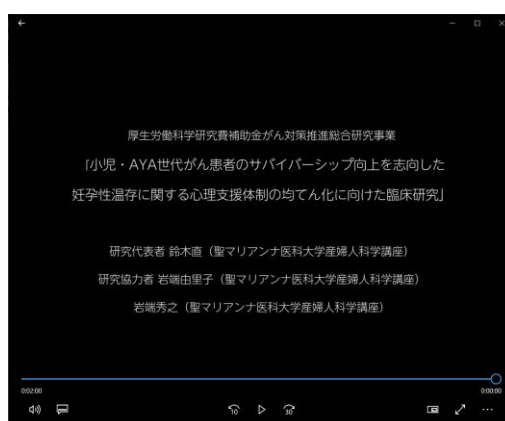 厚生労働科学研究費補助金がん対策推進総合研究事業
「小児・AYA世代がん患者のサバイバーシップ向上を志向した
妊孕性温存に関する心理支援体制の均てん化に向けた臨床研究」
研究代表者 鈴木直（聖マリアンナ医科大学産婦人科学講座）
研究協力者 岩端由里子（聖マリアンナ医科大学産婦人科学講座）
岩端秀之（聖マリアンナ医科大学産婦人科学講座）
0:02:00
0:00:00
10
30